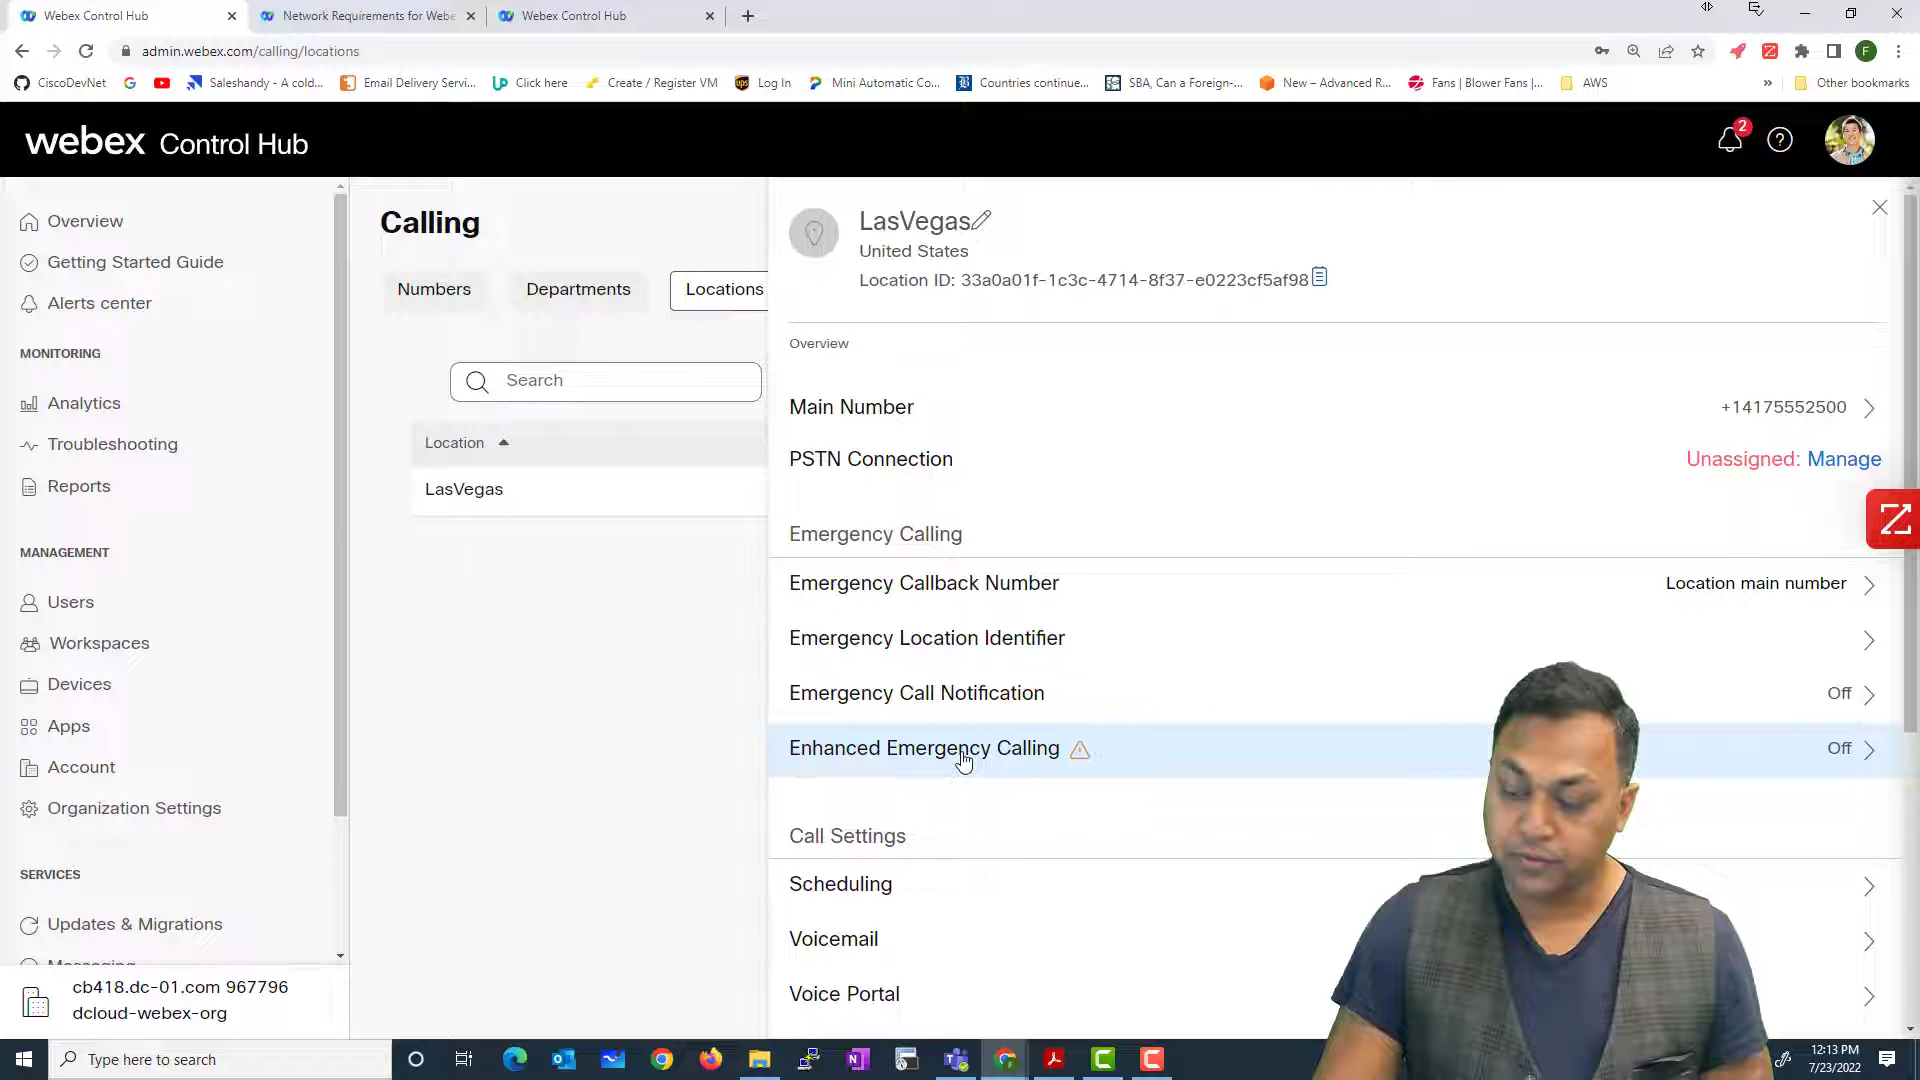 Webex Control Hub
Network Requirements for Webe
Webex Control Hub
admin.webex.com/calling/locations
CiscoDevNet
Saleshandy - A cold...
Email Delivery Servi...
Click here
Create / Register VM
Log In
Mini Automatic Co...
Countries continue...
SBA, Can a Foreign-...
New – Advanced R...
Fans | Blower Fans |...
AWS
»
Other bookmarks
webex Control Hub
2
Overview
Getting Started Guide
Alerts center
MONITORING
Analytics
Troubleshooting
Reports
MANAGEMENT
Users
Workspaces
Devices
Apps
Account
Organization Settings
SERVICES
Updates & Migrations
Messaging
cb418.dc-01.com 967796
dcloud-webex-org
Calling
Numbers
Departments
Locations
Search
Location
LasVegas
LasVegas
United States
Location ID: 33a0a01f-1c3c-4714-8f37-e0223cf5af98
Overview
Main Number +14175552500
PSTN Connection Unassigned: Manage
Emergency Calling
Emergency Callback Number Location main number
Emergency Location Identifier
Emergency Call Notification Off
Enhanced Emergency Calling Off
Call Settings
Scheduling
Voicemail
Voice Portal
Type here to search
12:13 PM
7/23/2022